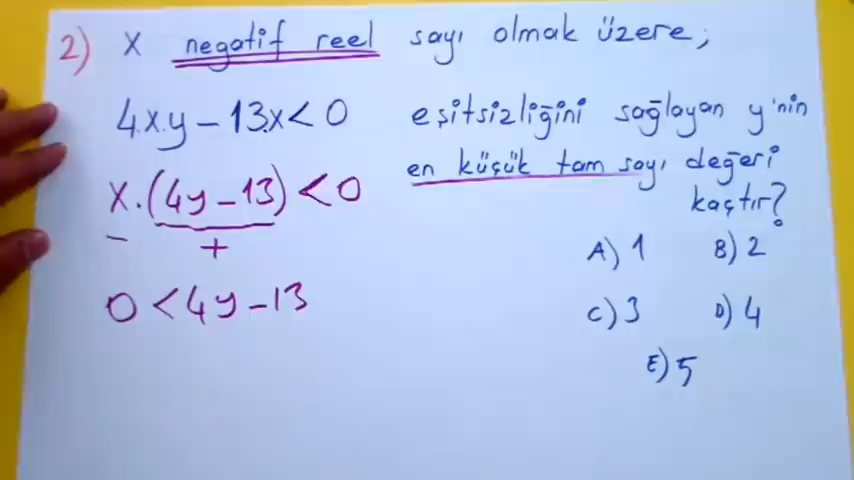 2) x negatif reel sayı olmak üzere;
4.x.y - 13.x < 0 eşitsizliğini sağlayan y'nin
en küçük tam sayı değeri
kaçtır?
x.(4y - 13) < 0
- +
0 < 4y - 13
A) 1 B) 2
C) 3 D) 4
E) 5